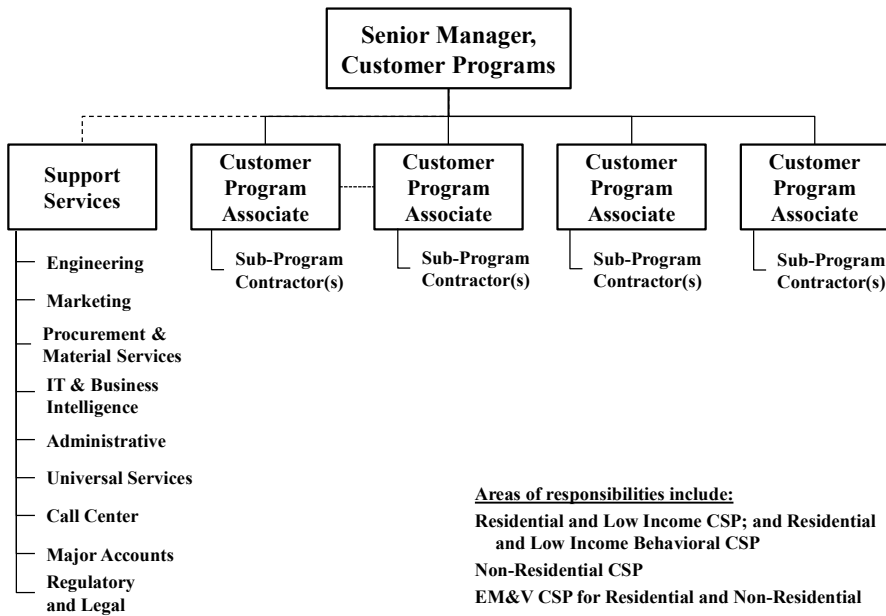 Senior Manager,
Customer Programs
Support
Services
Customer
Program
Associate
Customer
Program
Associate
Customer
Program
Associate
Customer
Program
Associate
Sub-Program
Contractor(s)
Sub-Program
Contractor(s)
Sub-Program
Contractor(s)
Sub-Program
Contractor(s)
Engineering
Marketing
Procurement &
Material Services
IT & Business
Intelligence
Administrative
Universal Services
Call Center
Major Accounts
Regulatory
and Legal
Areas of responsibilities include:
Residential and Low Income CSP; and Residential
and Low Income Behavioral CSP
Non-Residential CSP
EM&V CSP for Residential and Non-Residential